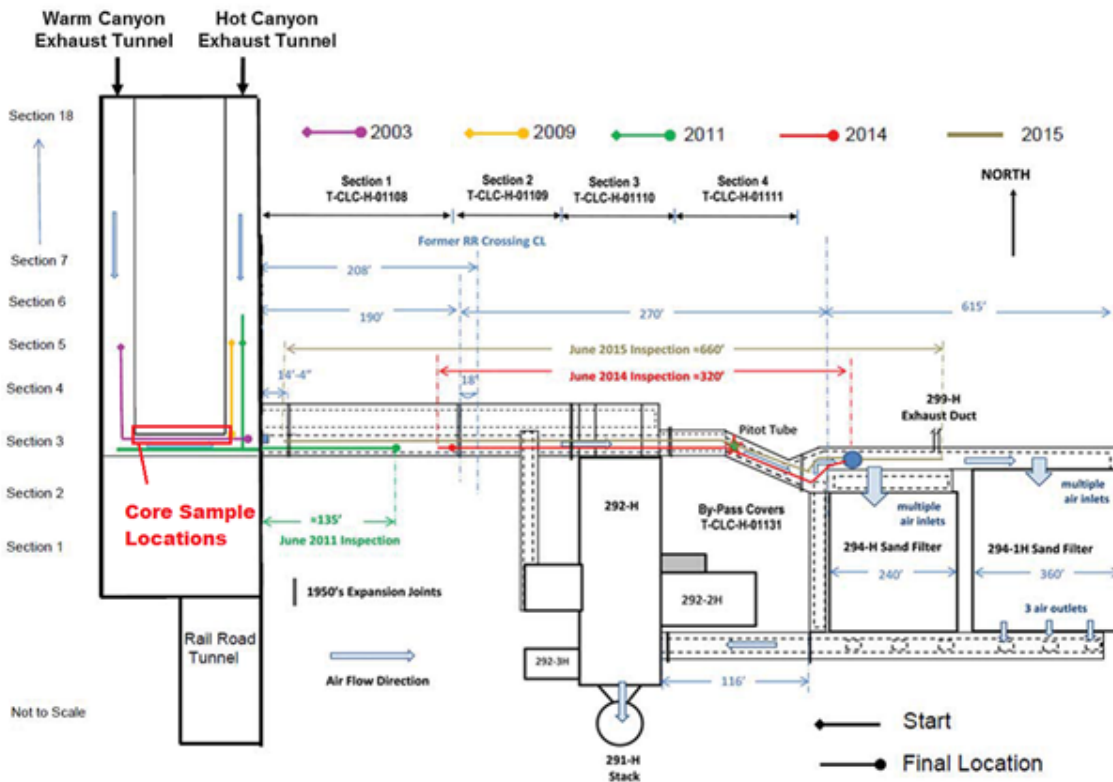 Warm Canyon
Exhaust Tunnel
Hot Canyon
Exhaust Tunnel
Section 18
2003
2009
2011
2014
2015
NORTH
Section 1
T-CLC-H-01108
Section 2
T-CLC-H-01109
Section 3
T-CLC-H-01110
Section 4
T-CLC-H-01111
Former RR Crossing CL
Section 7
208'
Section 6
190'
270'
615'
Section 5
June 2015 Inspection ≈660'
14'-4"
June 2014 Inspection ≈320'
18'
Section 4
299-H
Exhaust Duct
Pitot Tube
Section 3
multiple
air inlets
multiple
air inlets
Section 2
Core Sample
Locations
≈135'
June 2011 Inspection
292-H
By-Pass Covers
T-CLC-H-01131
Section 1
294-H Sand Filter
294-1H Sand Filter
240'
360'
1950's Expansion Joints
292-2H
3 air outlets
Rail Road
Tunnel
292-3H
Air Flow Direction
116'
Not to Scale
Start
291-H
Stack
Final Location